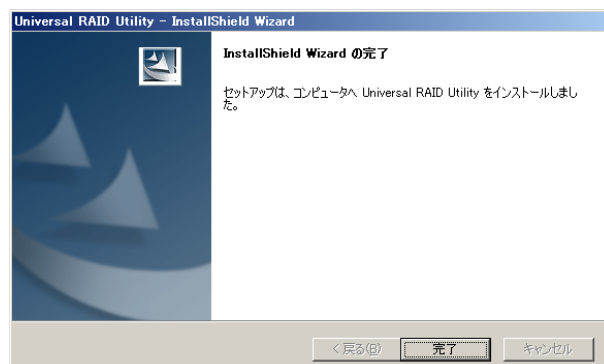 Universal RAID Utility - InstallShield Wizard
InstallShield Wizard の完了
セットアップは、コンピュータへ Universal RAID Utility をインストールしまし
た。
< 戻る(B)
完了
キャンセル